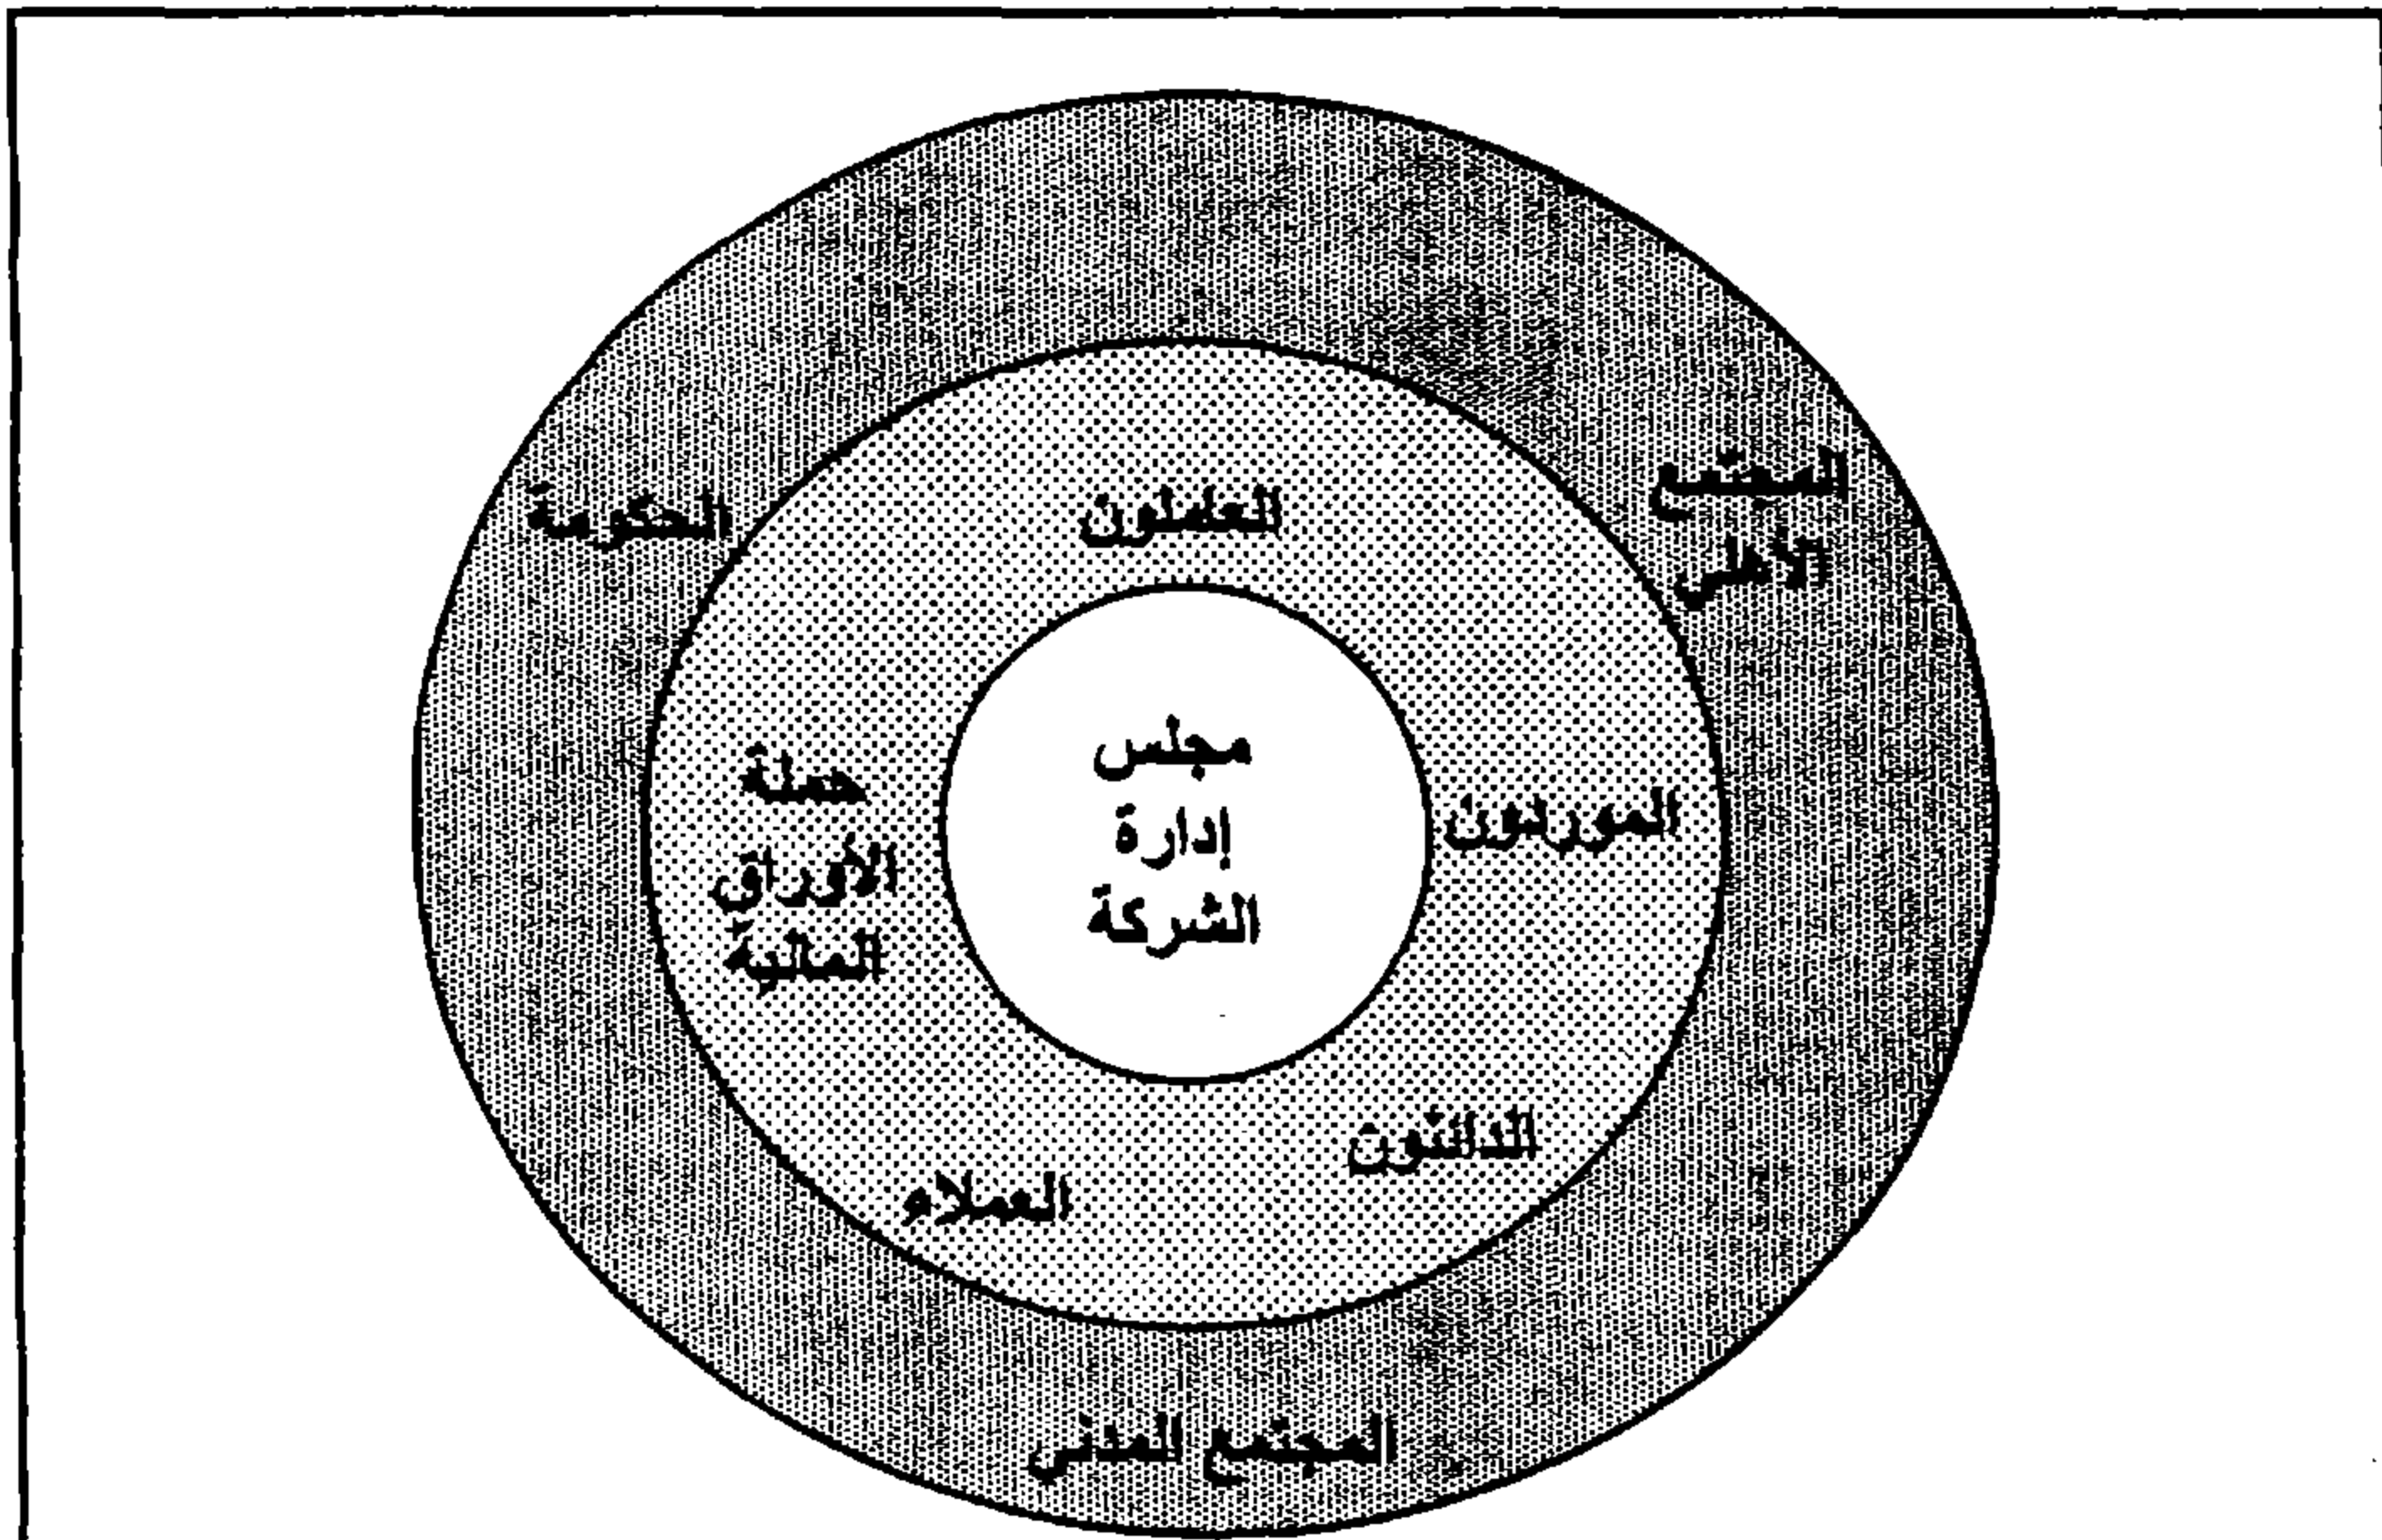 المجتمع
الأهلي
الحكومة
العاملون
مجلس
إدارة
الشركة
الموردون
حملة
الأوراق
المالية
الدائنون
العملاء
المجتمع المدني